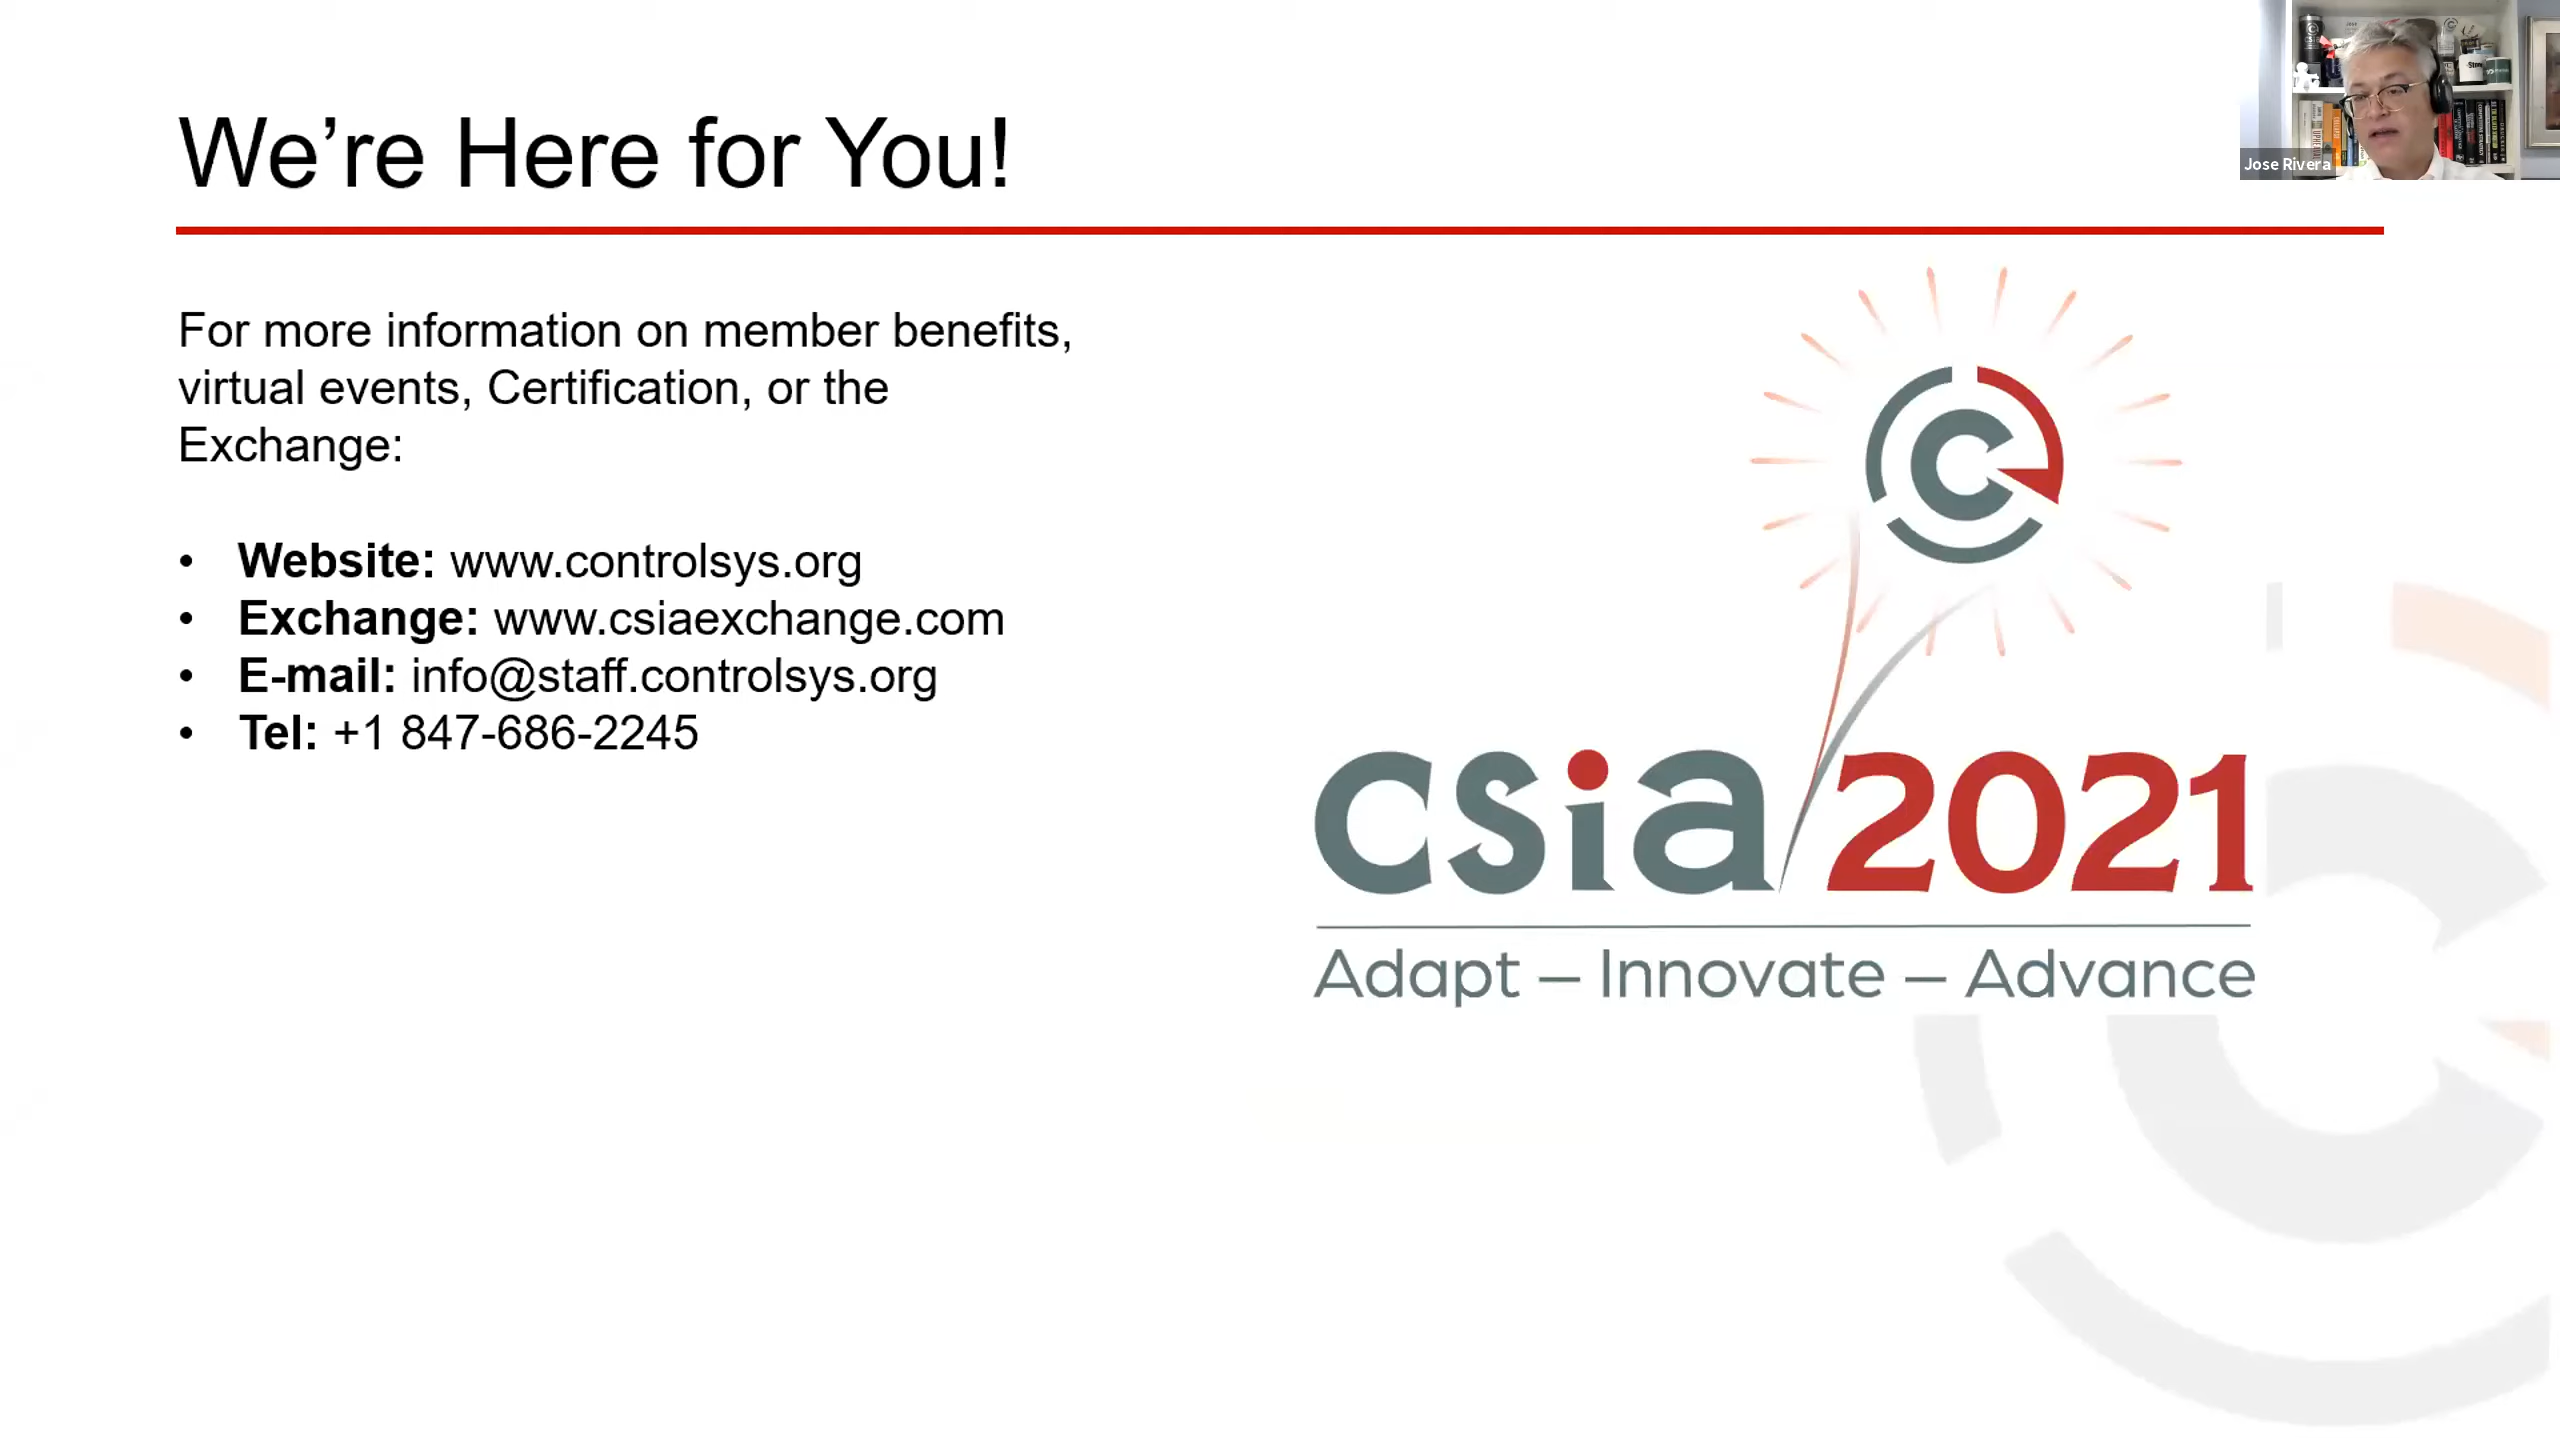 We’re Here for You!
Jose Rivera
For more information on member benefits,
virtual events, Certification, or the
Exchange:
• Website: www.controlsys.org
• Exchange: www.csiaexchange.com
• E-mail: info@staff.controlsys.org
• Tel: +1 847-686-2245
csia 2021
Adapt – Innovate – Advance